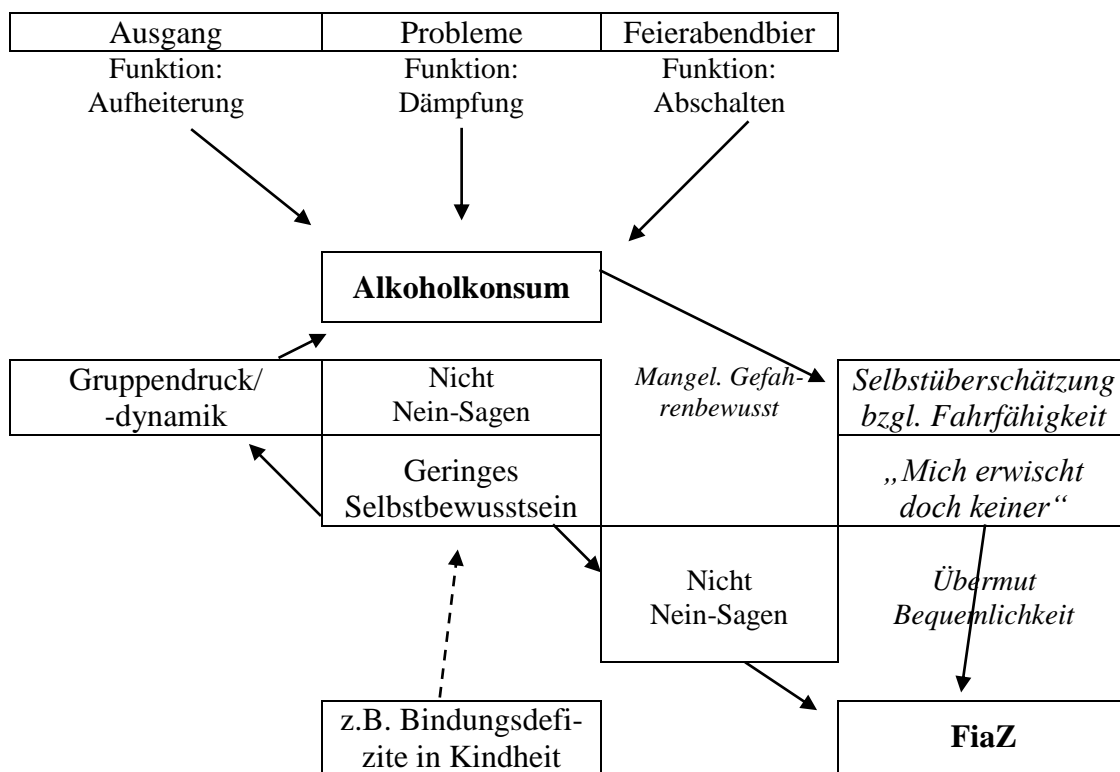 Ausgang
Probleme
Feierabendbier
Funktion:
Aufheiterung
Funktion:
Dämpfung
Funktion:
Abschalten
Alkoholkonsum
Gruppendruck/
-dynamik
Nicht
Nein-Sagen
Mangel. Gefah-
renbewusst
Selbstüberschätzung
bzgl. Fahrfähigkeit
Geringes
Selbstbewusstsein
„Mich erwischt
doch keiner“
Nicht
Nein-Sagen
Übermut
Bequemlichkeit
z.B. Bindungsdefi-
zite in Kindheit
FiaZ